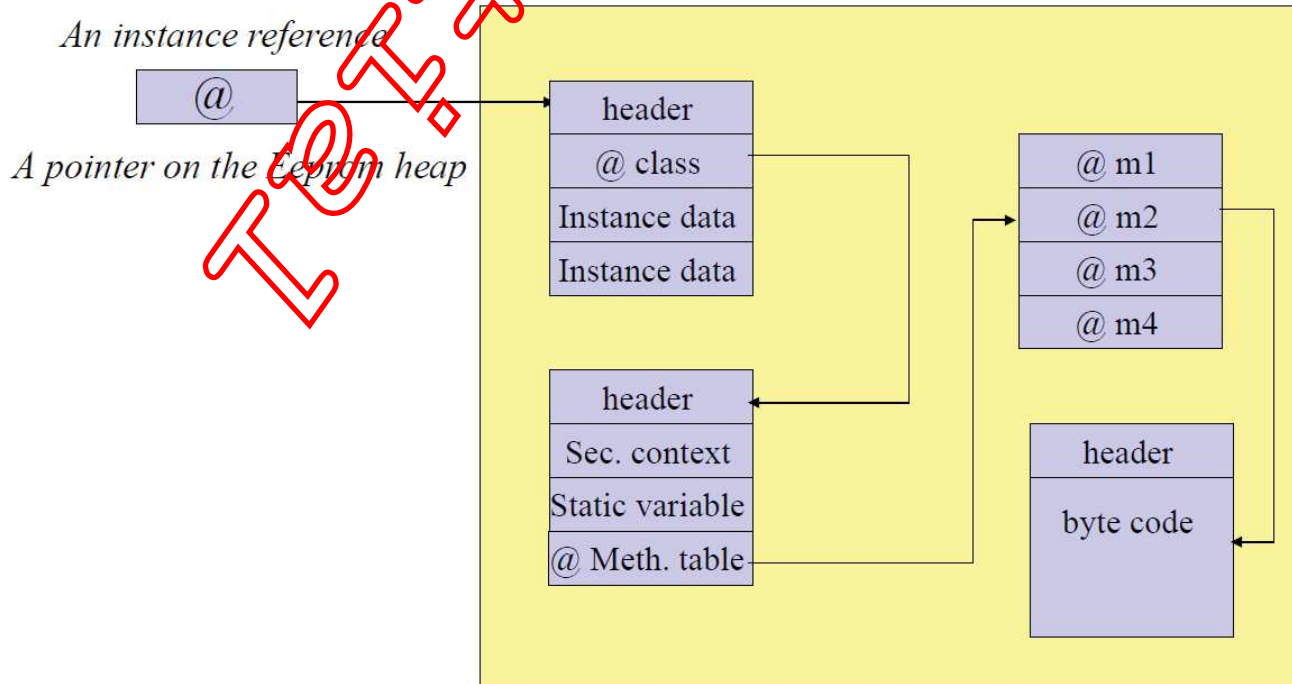 An instance reference
@
A pointer on the Eeprom heap
header
@ class
Instance data
Instance data
header
Sec. context
Static variable
@ Meth. table
@ m1
@ m2
@ m3
@ m4
header
byte code